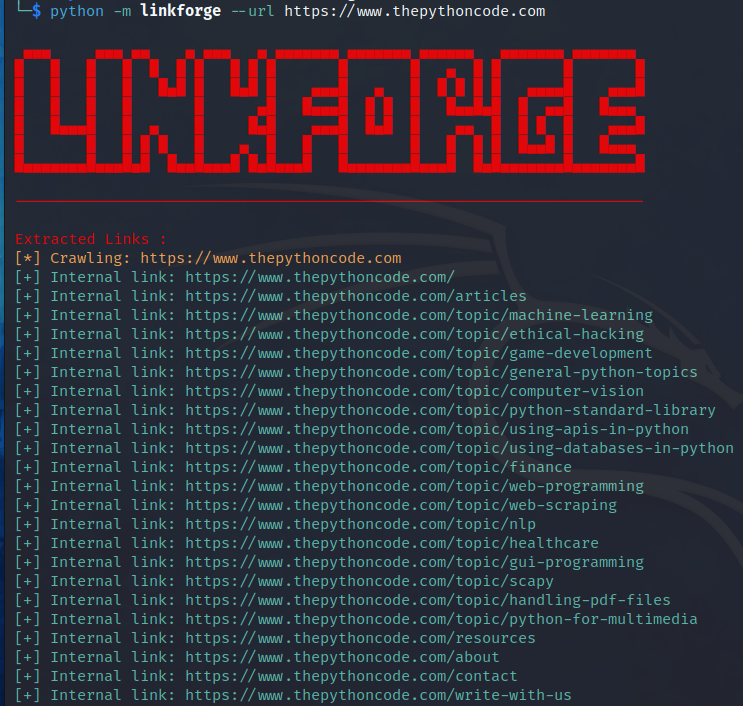 └─$ python -m linkforge --url https://www.thepythoncode.com
LINKFORGE
Extracted Links :
[*] Crawling: https://www.thepythoncode.com
[+] Internal link: https://www.thepythoncode.com/
[+] Internal link: https://www.thepythoncode.com/articles
[+] Internal link: https://www.thepythoncode.com/topic/machine-learning
[+] Internal link: https://www.thepythoncode.com/topic/ethical-hacking
[+] Internal link: https://www.thepythoncode.com/topic/game-development
[+] Internal link: https://www.thepythoncode.com/topic/general-python-topics
[+] Internal link: https://www.thepythoncode.com/topic/computer-vision
[+] Internal link: https://www.thepythoncode.com/topic/python-standard-library
[+] Internal link: https://www.thepythoncode.com/topic/using-apis-in-python
[+] Internal link: https://www.thepythoncode.com/topic/using-databases-in-python
[+] Internal link: https://www.thepythoncode.com/topic/finance
[+] Internal link: https://www.thepythoncode.com/topic/web-programming
[+] Internal link: https://www.thepythoncode.com/topic/web-scraping
[+] Internal link: https://www.thepythoncode.com/topic/nlp
[+] Internal link: https://www.thepythoncode.com/topic/healthcare
[+] Internal link: https://www.thepythoncode.com/topic/gui-programming
[+] Internal link: https://www.thepythoncode.com/topic/scapy
[+] Internal link: https://www.thepythoncode.com/topic/handling-pdf-files
[+] Internal link: https://www.thepythoncode.com/topic/python-for-multimedia
[+] Internal link: https://www.thepythoncode.com/resources
[+] Internal link: https://www.thepythoncode.com/about
[+] Internal link: https://www.thepythoncode.com/contact
[+] Internal link: https://www.thepythoncode.com/write-with-us